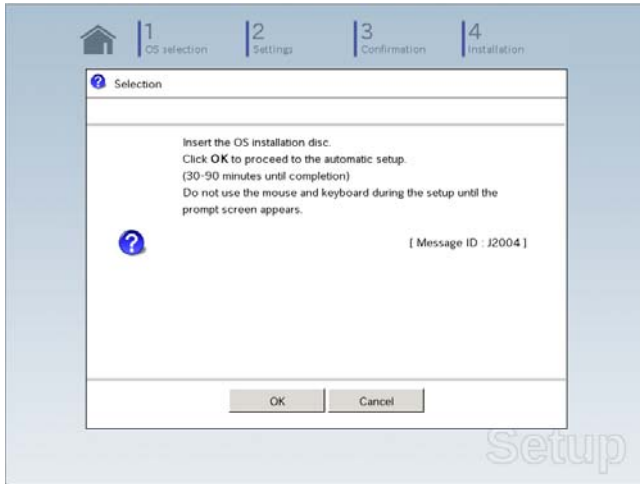 1
OS selection
2
Settings
3
Confirmation
4
Installation
Selection
Insert the OS installation disc.
Click OK to proceed to the automatic setup.
(30-90 minutes until completion)
Do not use the mouse and keyboard during the setup until the
prompt screen appears.
[ Message ID : J2004 ]
OK
Cancel
Setup